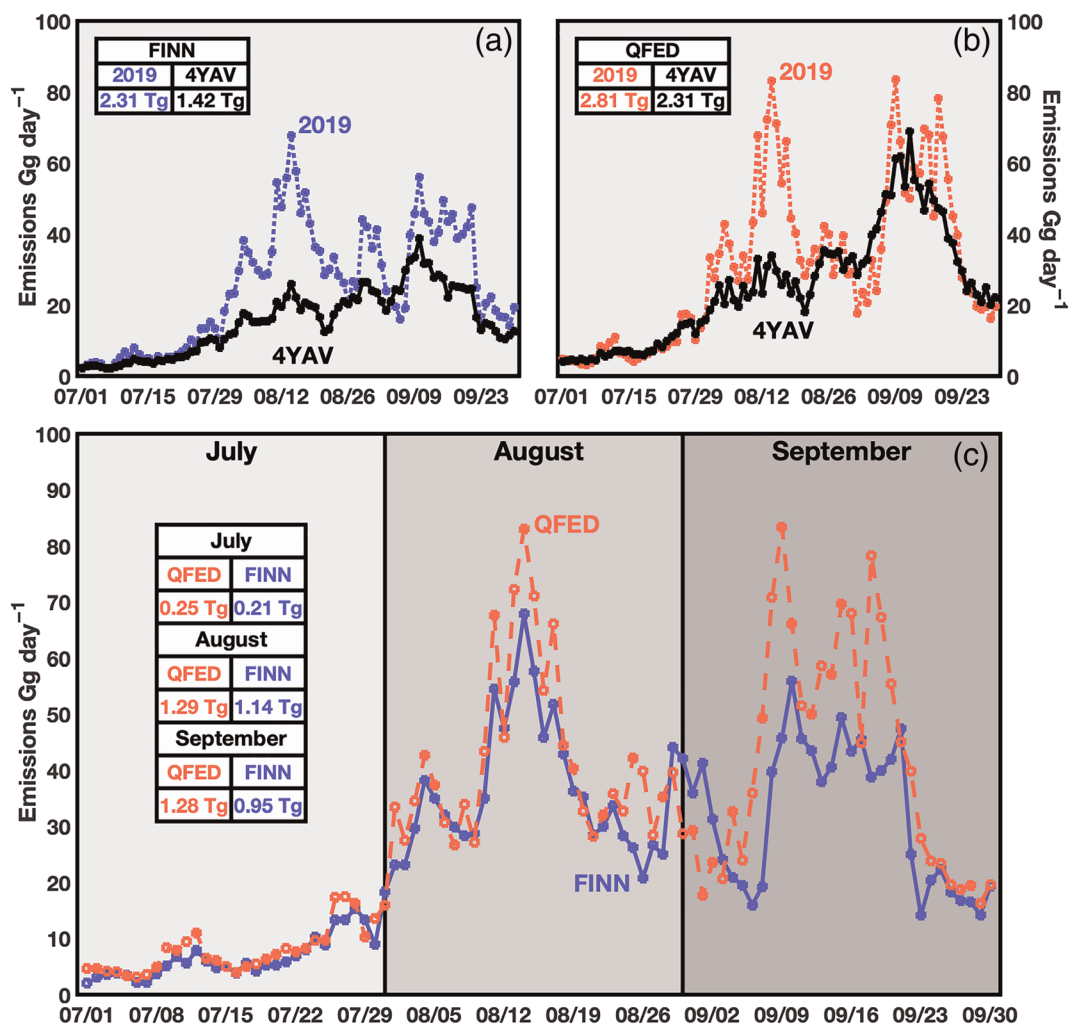 100
80
60
40
20
0
Emissions Gg day⁻¹
(a)
FINN
2019 4YAV
2.31 Tg 1.42 Tg
2019
4YAV
07/01 07/15 07/29 08/12 08/26 09/09 09/23
(b)
QFED
2019 4YAV
2.81 Tg 2.31 Tg
2019
4YAV
100
80
60
40
20
0
Emissions Gg day⁻¹
07/01 07/15 07/29 08/12 08/26 09/09 09/23
100
90
80
70
60
50
40
30
20
10
0
Emissions Gg day⁻¹
July August September (c)
QFED
FINN
July
QFED FINN
0.25 Tg 0.21 Tg
August
QFED FINN
1.29 Tg 1.14 Tg
September
QFED FINN
1.28 Tg 0.95 Tg
07/01 07/08 07/15 07/22 07/29 08/05 08/12 08/19 08/26 09/02 09/09 09/16 09/23 09/30